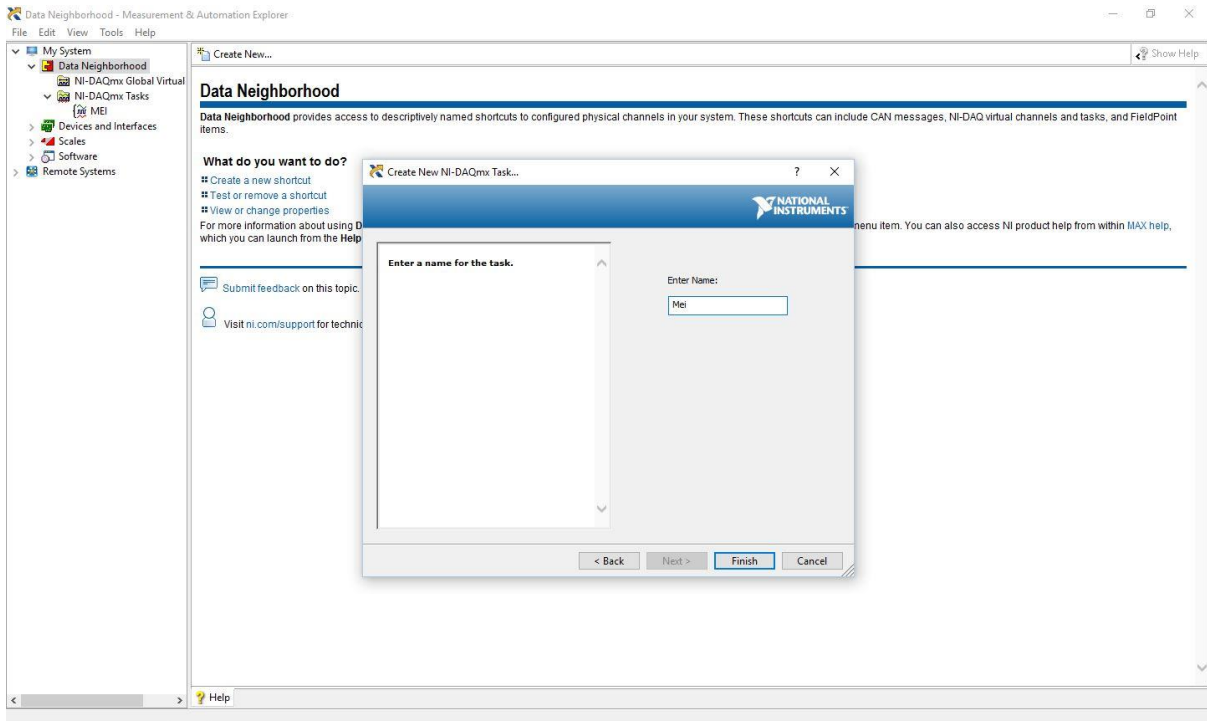 Data Neighborhood - Measurement & Automation Explorer
File Edit View Tools Help
My System
Data Neighborhood
NI-DAQmx Global Virtual
NI-DAQmx Tasks
MEI
Devices and Interfaces
Scales
Software
Remote Systems
Create New...
Show Help
Data Neighborhood
Data Neighborhood provides access to descriptively named shortcuts to configured physical channels in your system. These shortcuts can include CAN messages, NI-DAQ virtual channels and tasks, and FieldPoint
items.
What do you want to do?
Create a new shortcut
Test or remove a shortcut
View or change properties
For more information about using D
menu item. You can also access NI product help from within MAX help,
which you can launch from the Help
Submit feedback on this topic.
Visit ni.com/support for technic
Create New NI-DAQmx Task...
NATIONAL
INSTRUMENTS
Enter a name for the task.
Enter Name:
Mei
< Back Next > Finish Cancel
Help